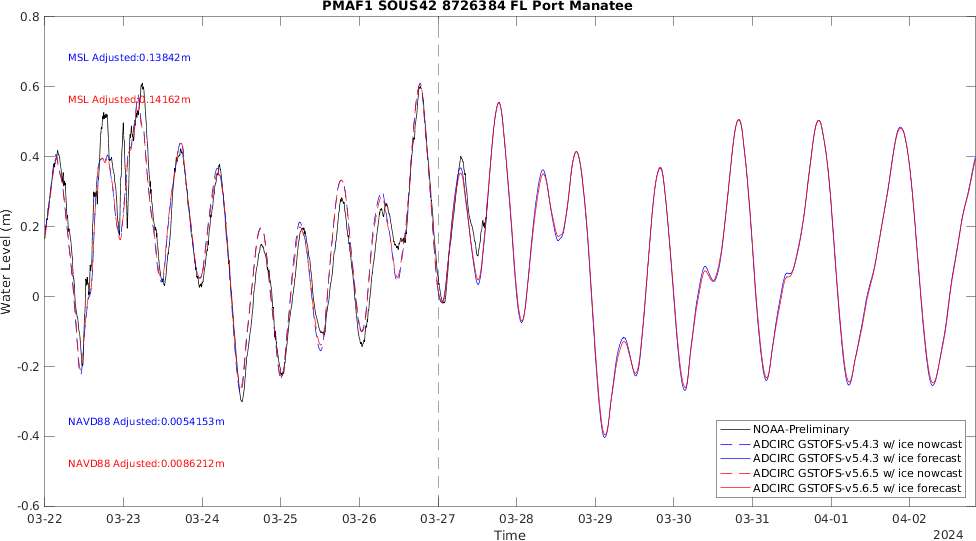 PMAF1 SOUS42 8726384 FL Port Manatee
0.8
0.6
0.4
0.2
0
-0.2
-0.4
-0.6
Water Level (m)
MSL Adjusted:0.13842m
MSL Adjusted:0.14162m
NAVD88 Adjusted:0.0054153m
NAVD88 Adjusted:0.0086212m
NOAA-Preliminary
ADCIRC GSTOFS-v5.4.3 w/ ice nowcast
ADCIRC GSTOFS-v5.4.3 w/ ice forecast
ADCIRC GSTOFS-v5.6.5 w/ ice nowcast
ADCIRC GSTOFS-v5.6.5 w/ ice forecast
03-22 03-23 03-24 03-25 03-26 03-27 03-28 03-29 03-30 03-31 04-01 04-02
Time
2024